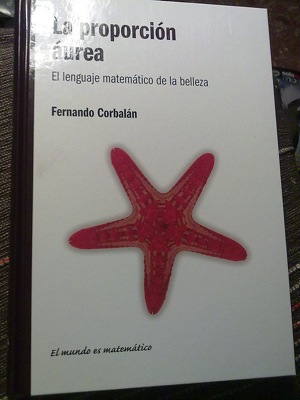 La proporción
áurea
El lenguaje matemático de la belleza
Fernando Corbalán
El mundo es matemático